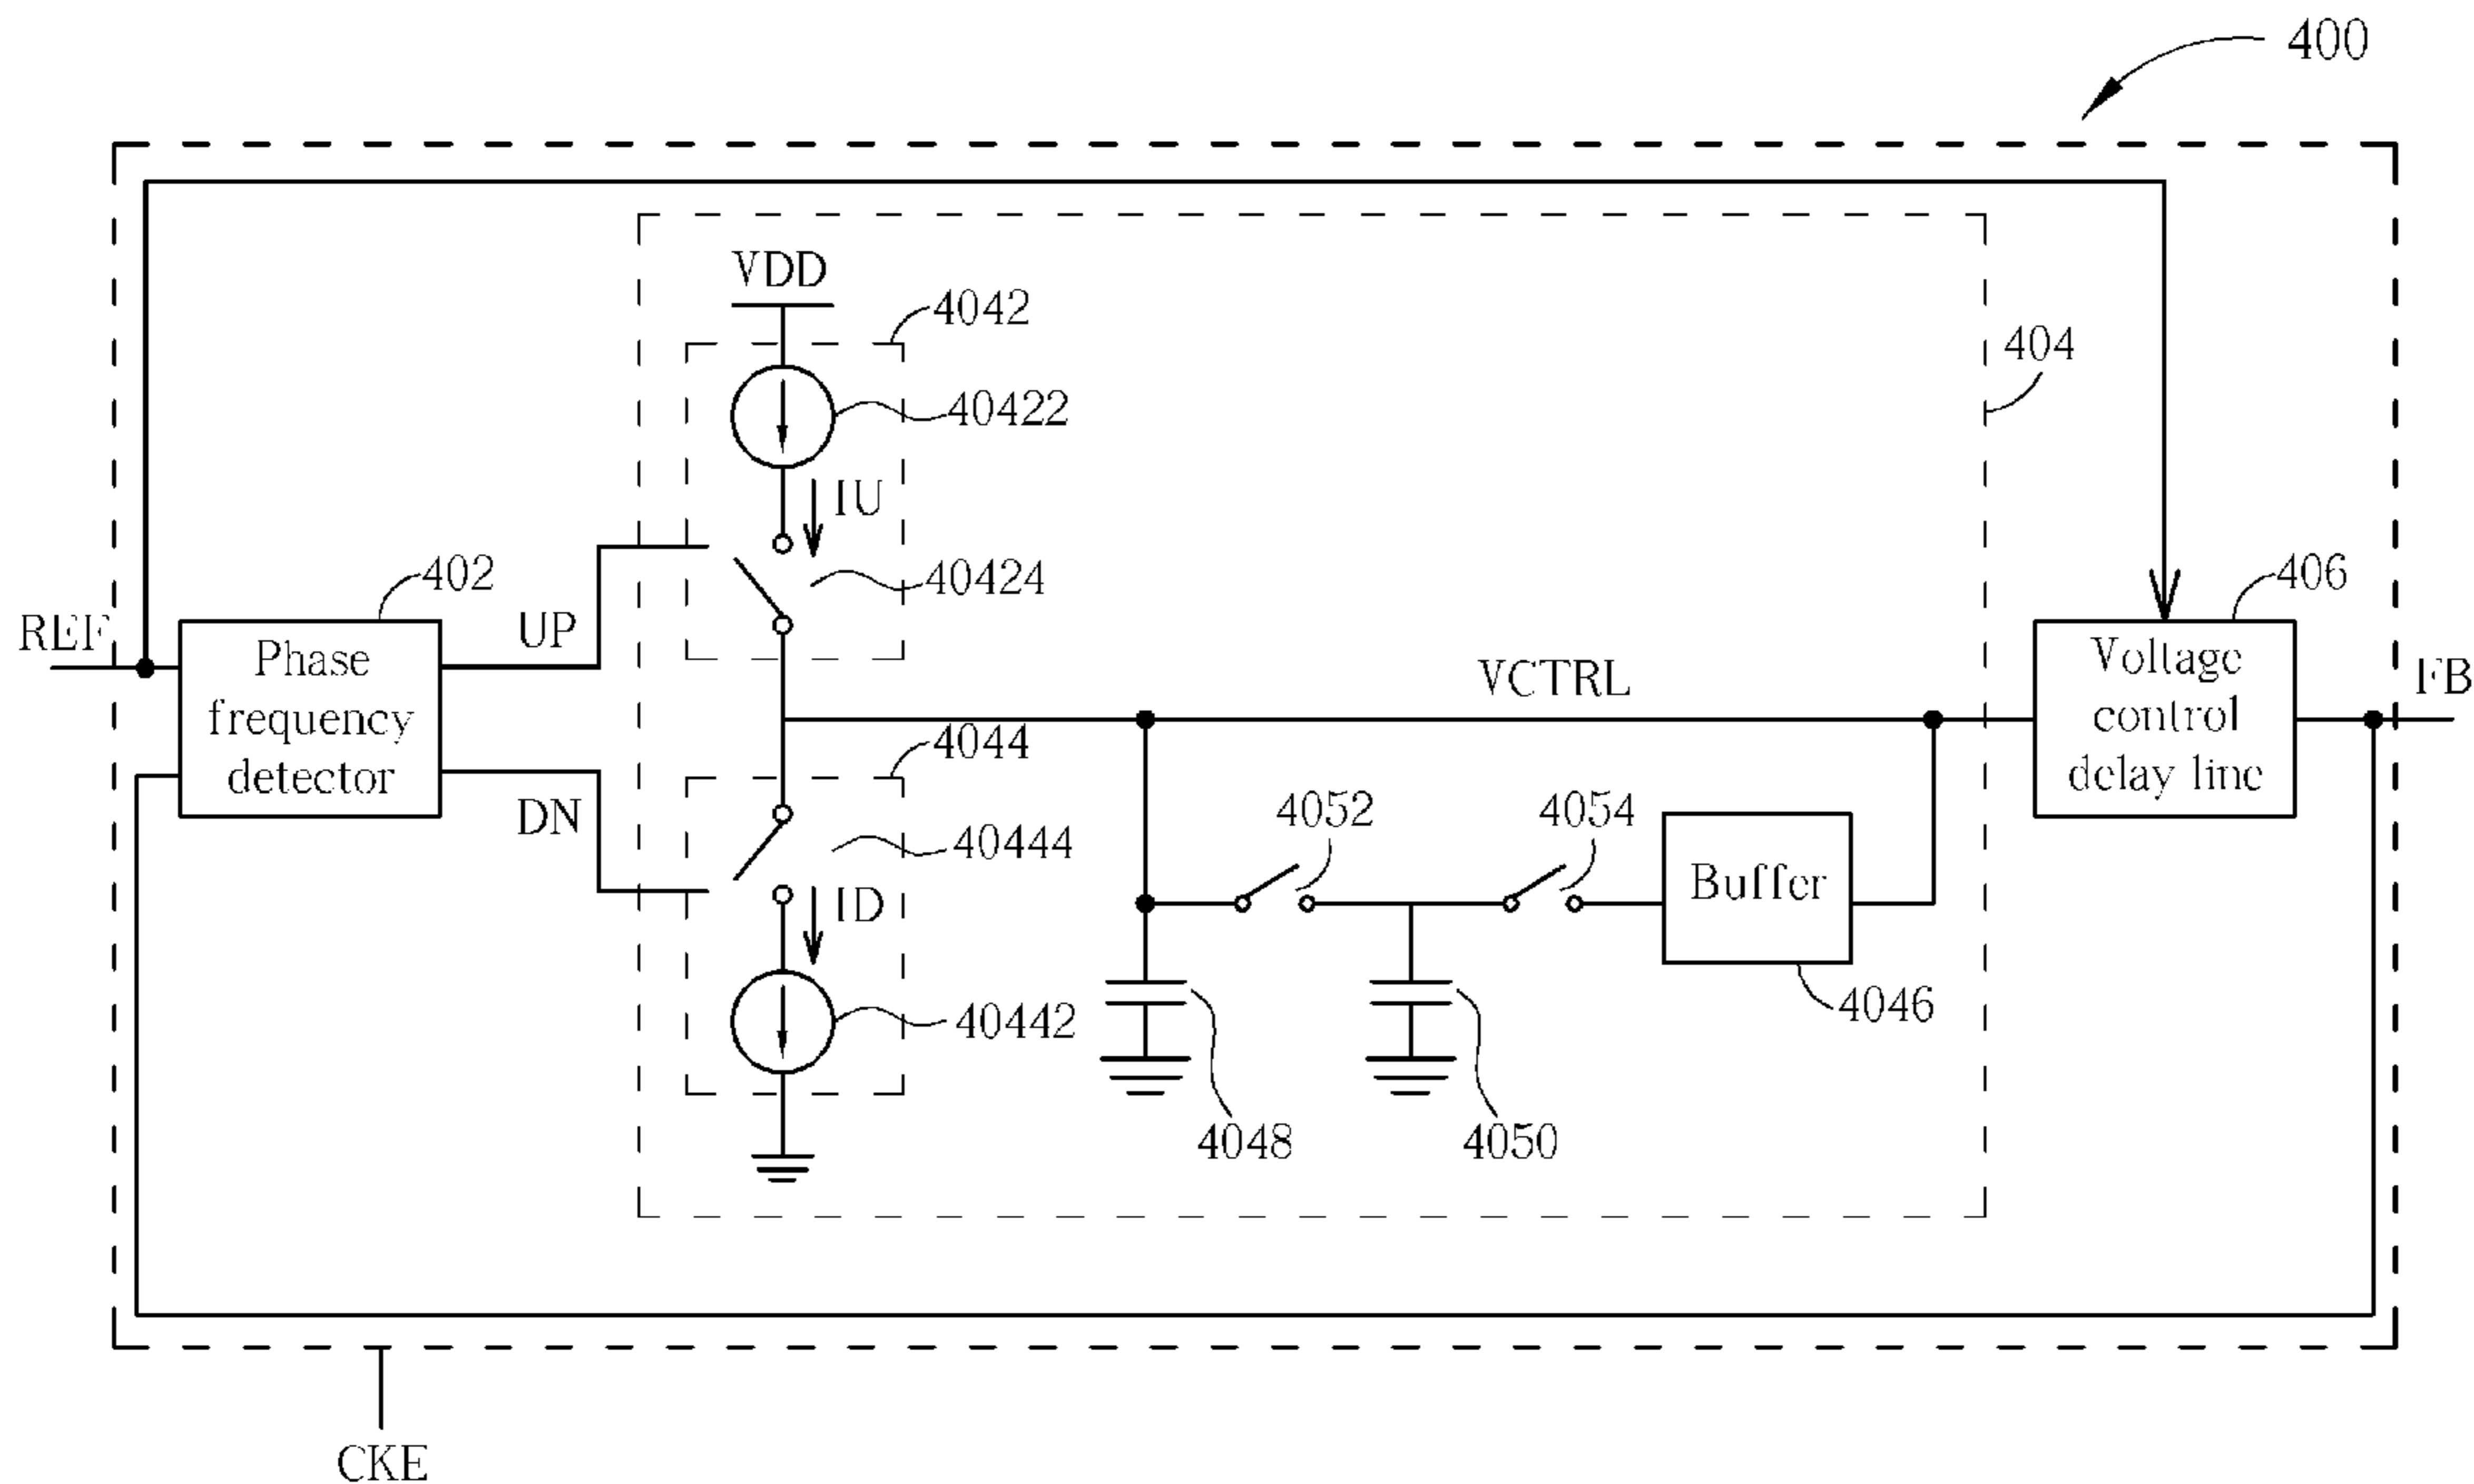 400
VDD
4042
404
40422
IU
402
40424
406
REF
UP
Phase
frequency
detector
VCTRL
Voltage
control
delay line
FB
4044
DN
4052
4054
40444
ID
Buffer
40442
4046
4048
4050
CKE